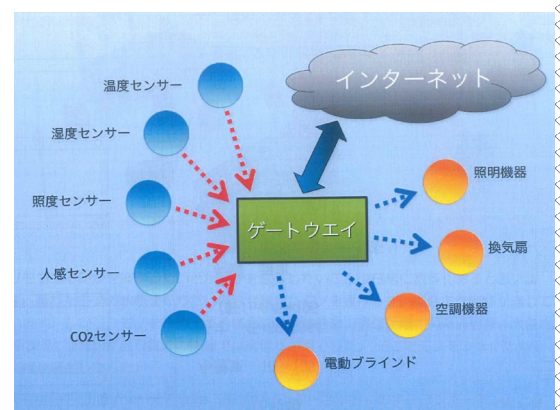 温度センサー
インターネット
湿度センサー
照明機器
照度センサー
ゲートウエイ
換気扇
人感センサー
空調機器
CO2センサー
電動ブラインド